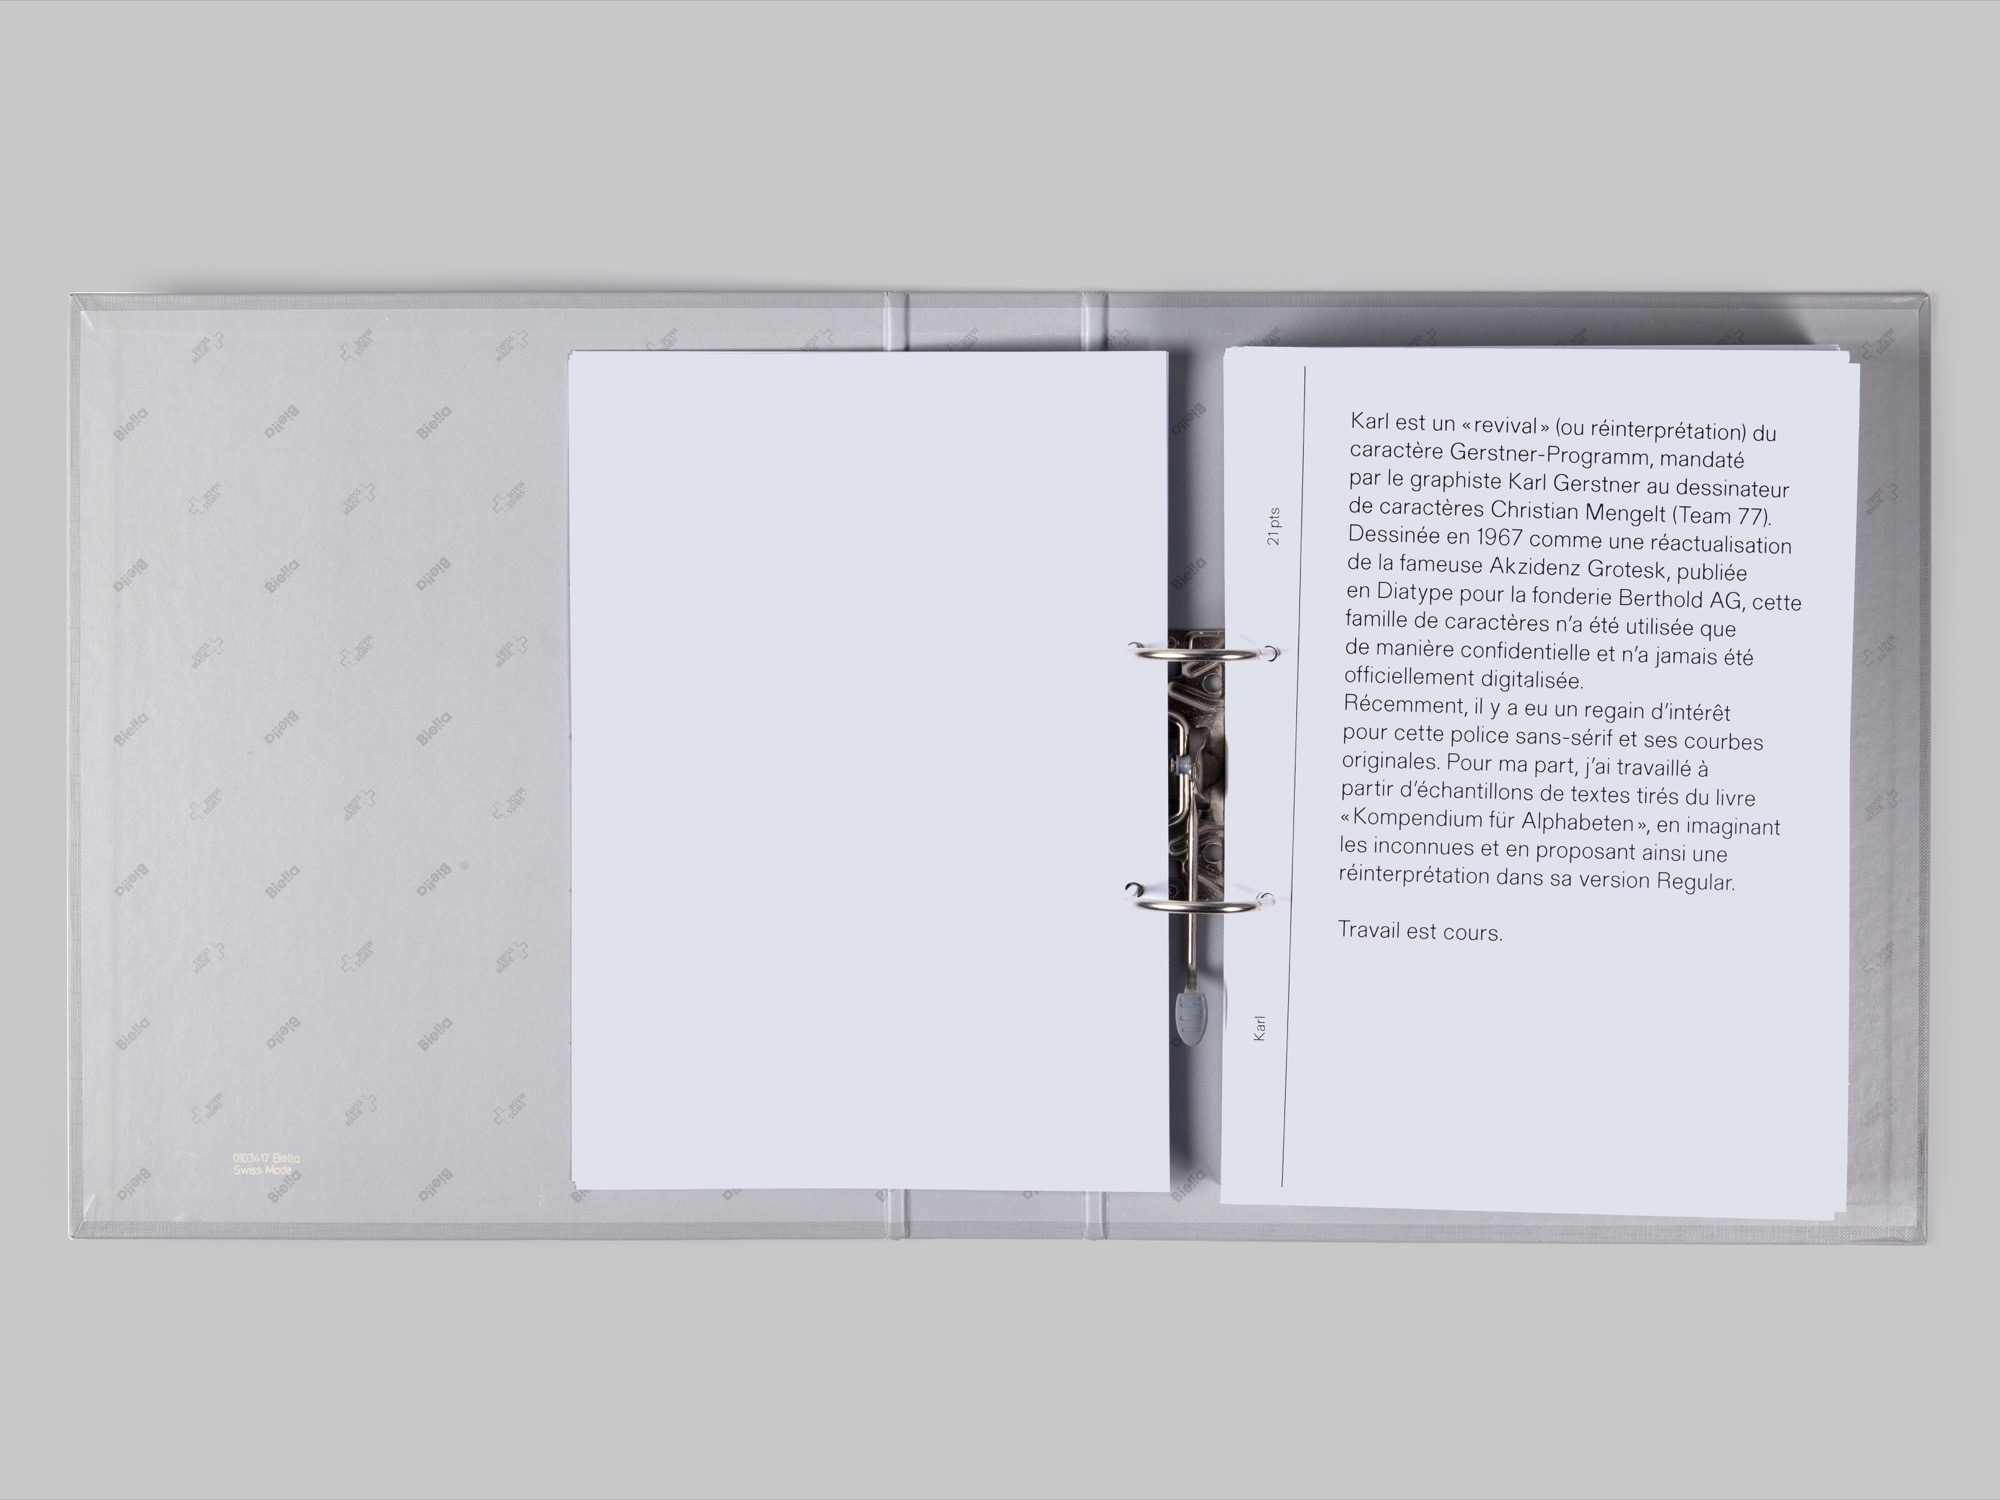 Karl est un « revival » (ou réinterprétation) du
caractère Gerstner-Programm, mandaté
par le graphiste Karl Gerstner au dessinateur
de caractères Christian Mengelt (Team 77).
Dessinée en 1967 comme une réactualisation
de la fameuse Akzidenz Grotesk, publiée
en Diatype pour la fonderie Berthold AG, cette
famille de caractères n’a été utilisée que
de manière confidentielle et n’a jamais été
officiellement digitalisée.
Récemment, il y a eu un regain d’intérêt
pour cette police sans-sérif et ses courbes
originales. Pour ma part, j’ai travaillé à
partir d’échantillons de textes tirés du livre
« Kompendium für Alphabeten », en imaginant
les inconnues et en proposant ainsi une
réinterprétation dans sa version Regular.
Travail est cours.
21 pts
Karl
0103417 Biella
Swiss Made
Biella
SWISS MADE